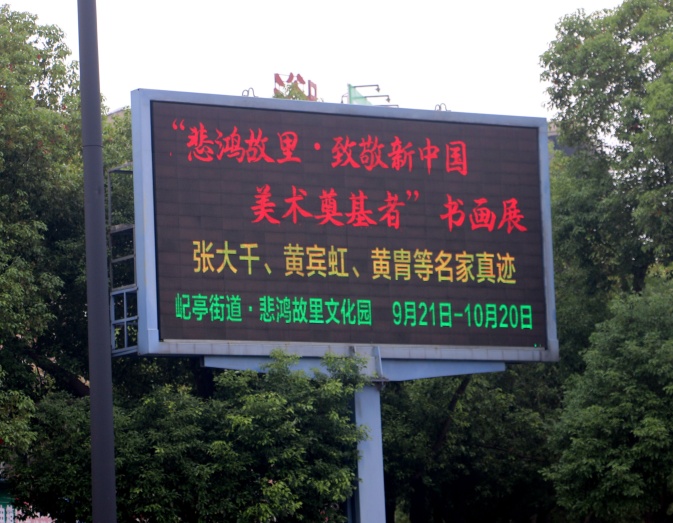 “悲鸿故里·致敬新中国
美术奠基者”书画展
张大千、黄宾虹、黄胄等名家真迹
屺亭街道·悲鸿故里文化园 9月21日-10月20日